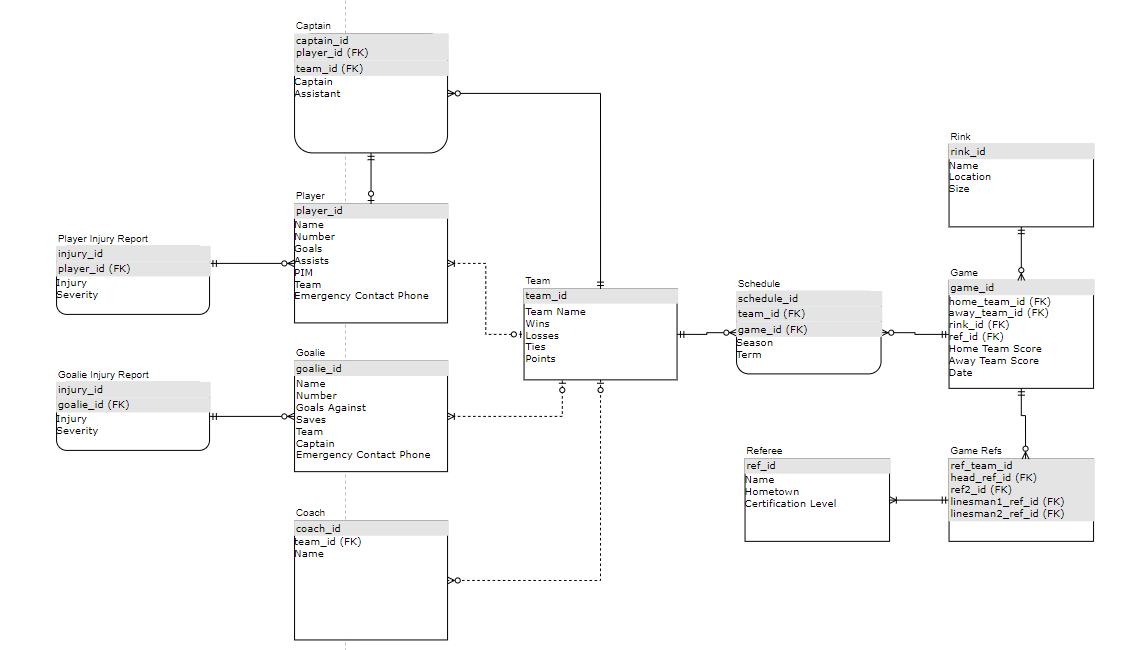 Captain
captain_id
player_id (FK)
team_id (FK)
Captain
Assistant
Player
player_id
Name
Number
Goals
Assists
PIM
Team
Emergency Contact Phone
Player Injury Report
injury_id
player_id (FK)
Injury
Severity
Goalie
goalie_id
Name
Number
Goals Against
Saves
Team
Captain
Emergency Contact Phone
Goalie Injury Report
injury_id
goalie_id (FK)
Injury
Severity
Coach
coach_id
team_id (FK)
Name
Team
team_id
Team Name
Wins
Losses
Ties
Points
Schedule
schedule_id
team_id (FK)
game_id (FK)
Season
Term
Rink
rink_id
Name
Location
Size
Game
game_id
home_team_id (FK)
away_team_id (FK)
rink_id (FK)
ref_id (FK)
Home Team Score
Away Team Score
Date
Referee
ref_id
Name
Hometown
Certification Level
Game Refs
ref_team_id
head_ref_id (FK)
ref2_id (FK)
linesman1_ref_id (FK)
linesman2_ref_id (FK)